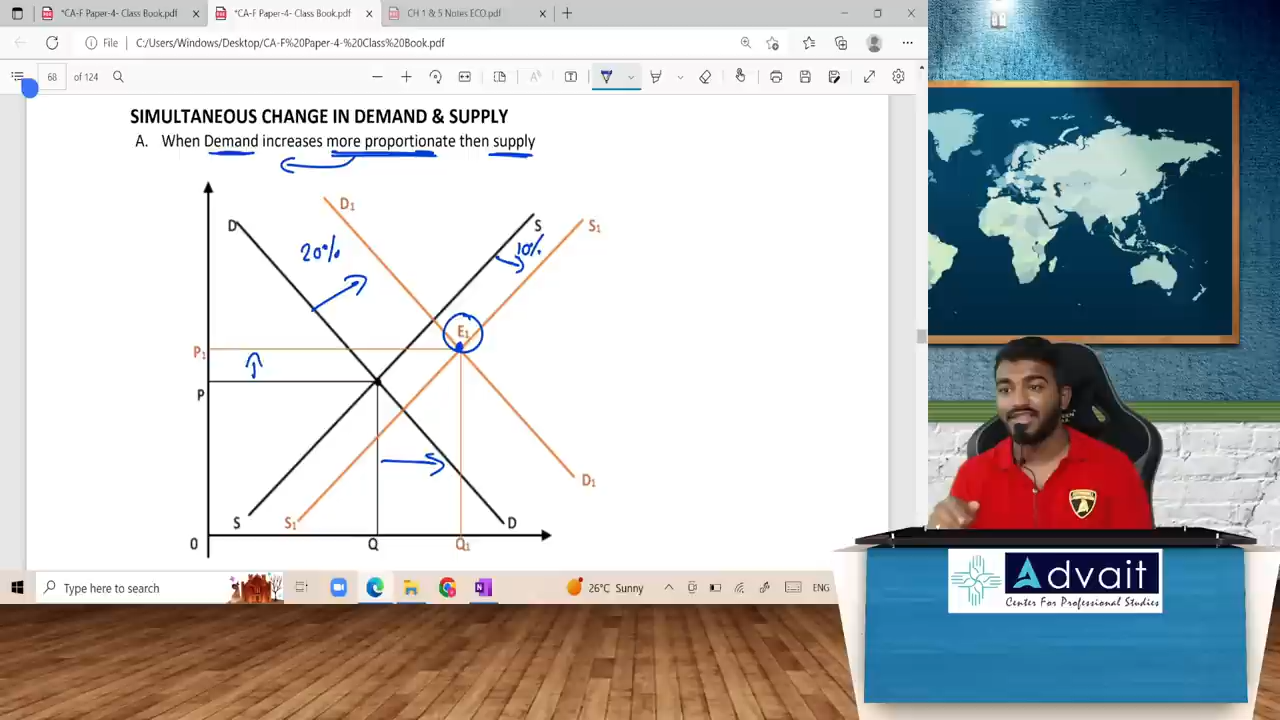 *CA-F Paper-4- Class Book.pdf
*CA-F Paper-4- Class Book.pdf
CH 1 & 5 Notes ECO.pdf
File C:/Users/Windows/Desktop/CA-F%20Paper-4-%20Class%20Book.pdf
68 of 124
SIMULTANEOUS CHANGE IN DEMAND & SUPPLY
A. When Demand increases more proportionate then supply
D1
D
S
S1
20%
10%
E1
P1
P
D1
S
S1
D
O
Q
Q1
Type here to search
26°C Sunny
ENG
Advait
Center For Professional Studies